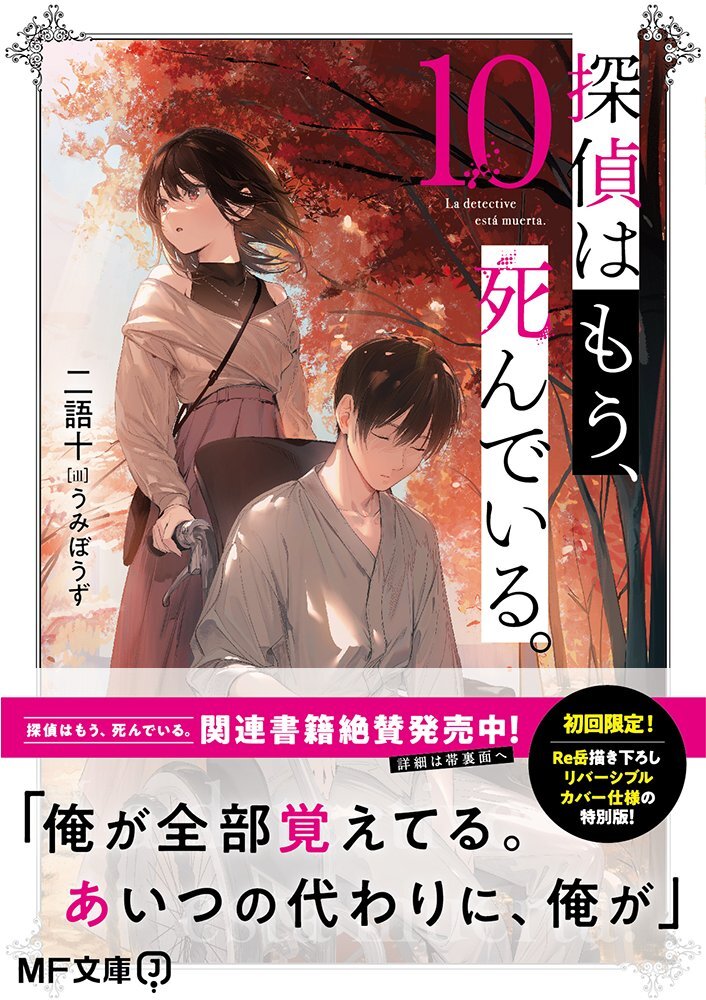 探偵はもう、
死んでいる。
10
La detective
está muerta.
二語十
[ill]うみぼうず
探偵はもう、死んでいる。関連書籍絶賛発売中!
詳細は帯裏面へ
初回限定!
Re岳描き下ろし
リバーシブル
カバー仕様の
特別版!
「俺が全部覚えてる。
あいつの代わりに、俺が」
MF文庫J